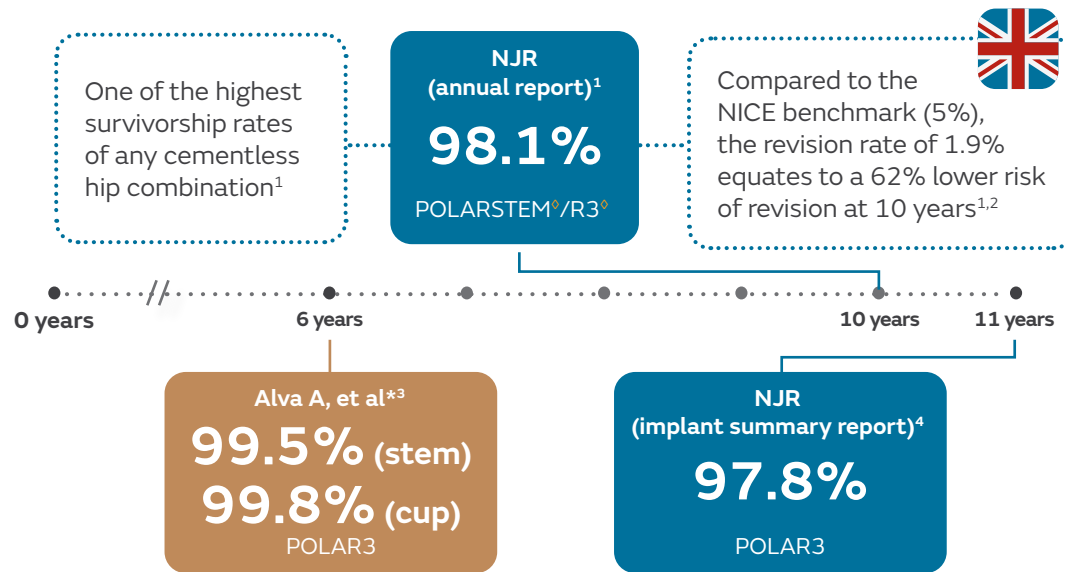 One of the highest
survivorship rates
of any cementless
hip combination¹
NJR
(annual report)¹
98.1%
POLARSTEM◊/R3◊
Compared to the
NICE benchmark (5%),
the revision rate of 1.9%
equates to a 62% lower risk
of revision at 10 years¹,²
0 years
6 years
10 years
11 years
Alva A, et al*³
99.5% (stem)
99.8% (cup)
POLAR3
NJR
(implant summary report)⁴
97.8%
POLAR3